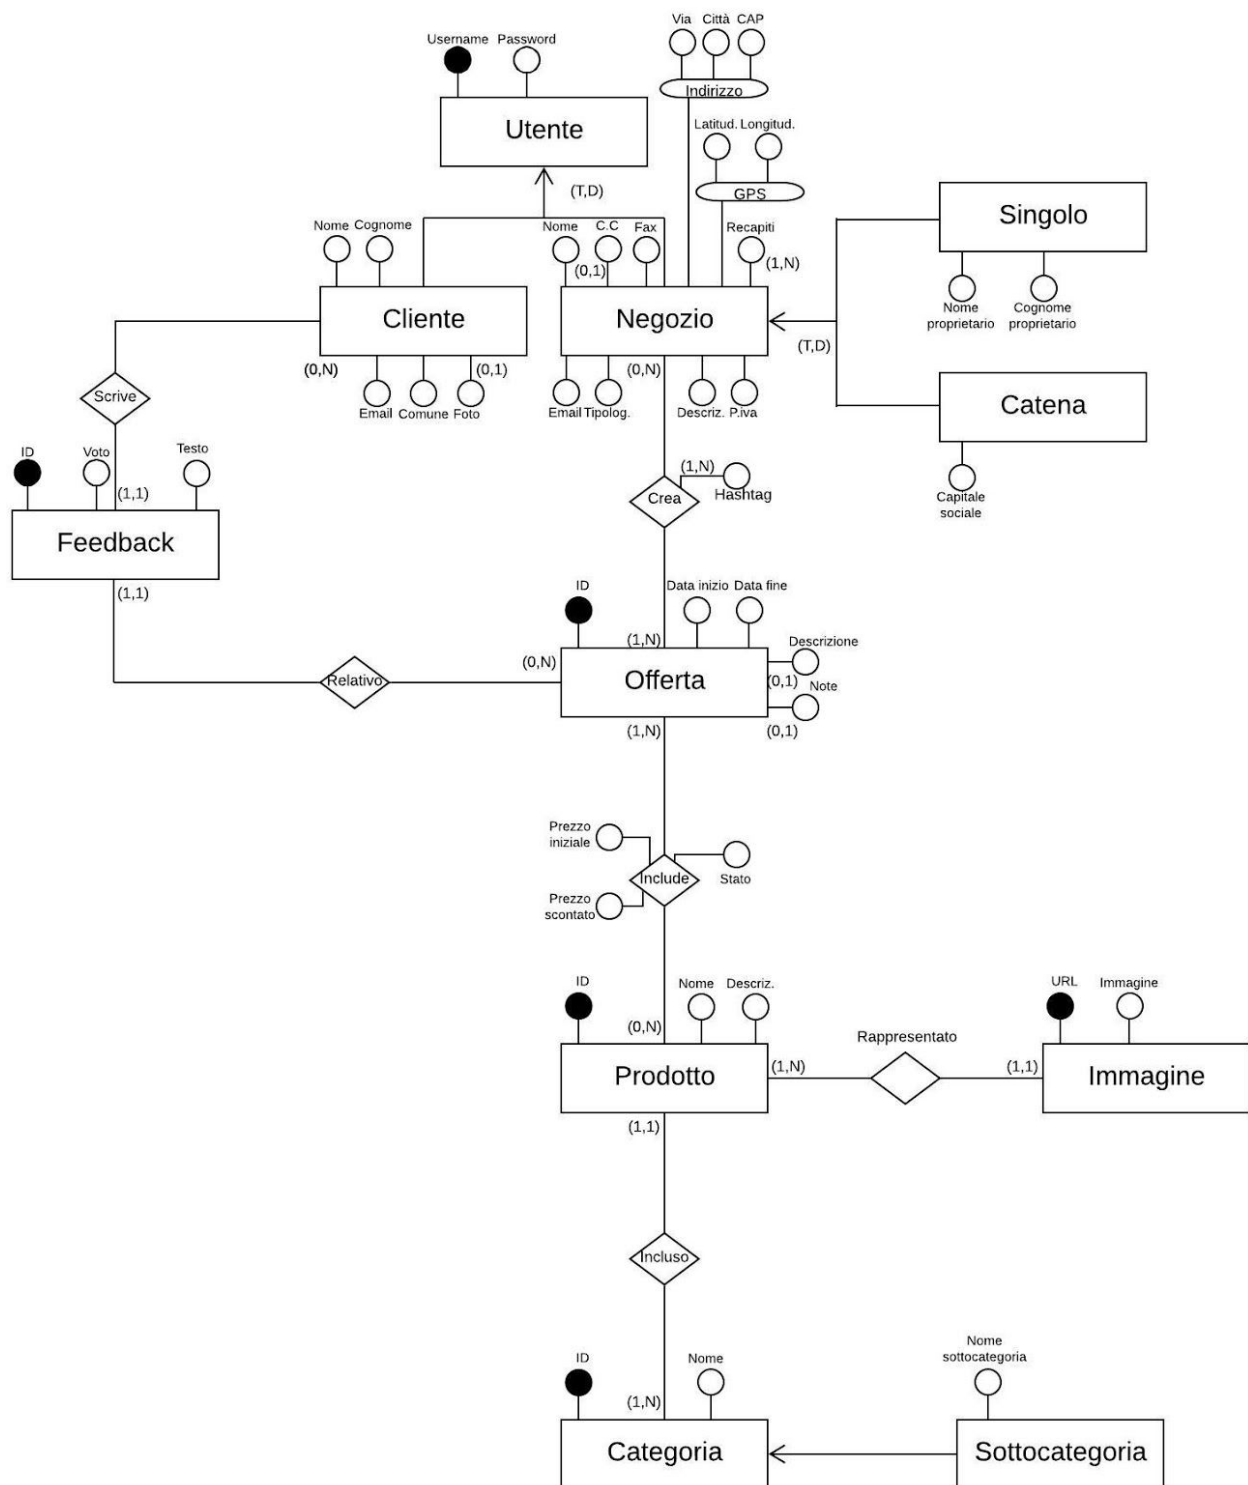 Via Città CAP
Username Password
Indirizzo
Utente
Latitud. Longitud.
GPS
(T,D)
Singolo
Nome Cognome
Nome C.C Fax
Recapiti
(0,1)
(1,N)
Nome
proprietario
Cognome
proprietario
Cliente
Negozio
(T,D)
(0,N)
(0,1)
(0,N)
Email Comune Foto
Email Tipolog.
Descriz. P.iva
Catena
Scrive
ID
Voto
Testo
(1,1)
(1,N)
Crea
Hashtag
Capitale
sociale
Feedback
(1,1)
ID
Data inizio Data fine
(1,N)
Descrizione
(0,N)
Relativo
Offerta
(0,1)
Note
(1,N)
(0,1)
Prezzo
iniziale
Include
Stato
Prezzo
scontato
ID
Nome Descriz.
URL
Immagine
(0,N)
Rappresentato
Prodotto
(1,N)
(1,1)
Immagine
(1,1)
Incluso
Nome
sottocategoria
ID
Nome
(1,N)
Categoria
Sottocategoria